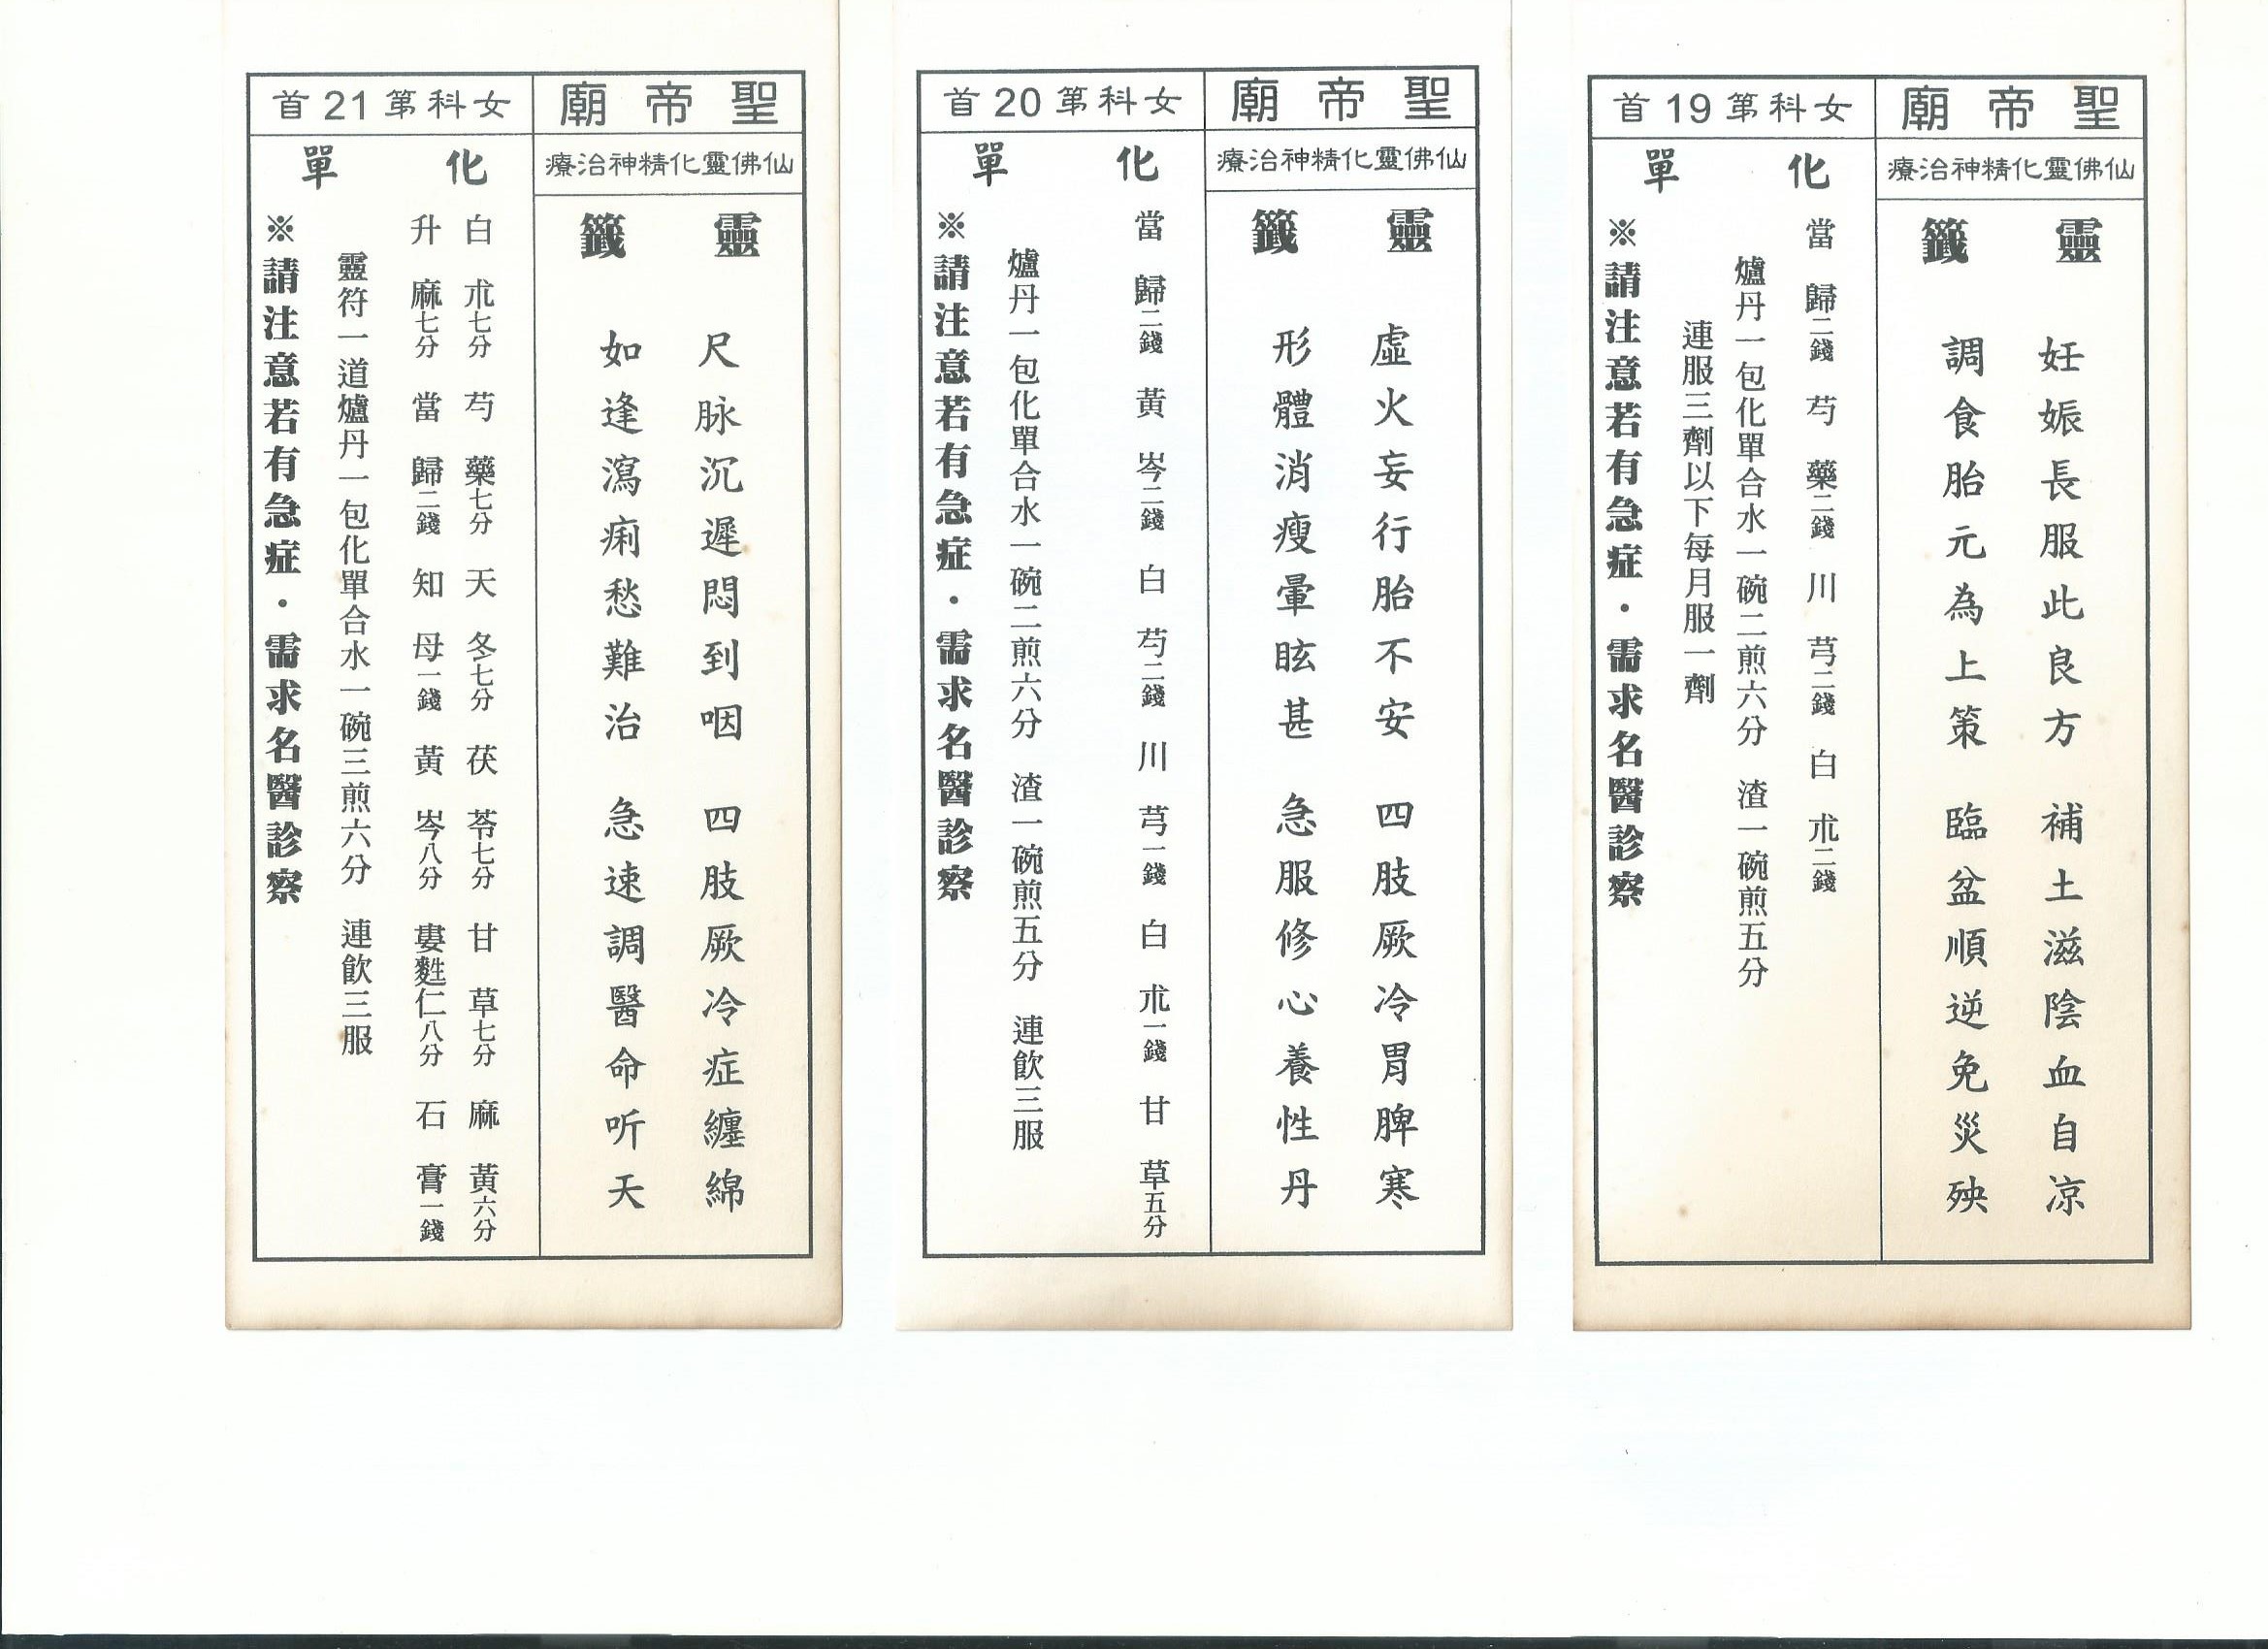 聖帝廟
女科第19首
仙佛靈化精神治療
靈籤
妊娠長服此良方　補土滋陰血自凉
調食胎元為上策　臨盆順逆免災殃
化單
當歸二錢　芍藥二錢　川芎二錢　白朮二錢
爐丹一包化單合水一碗二煎六分　渣一碗煎五分
連服三劑以下每月服一劑
※請注意若有急症・需求名醫診察
聖帝廟
女科第20首
仙佛靈化精神治療
靈籤
虛火妄行胎不安　四肢厥冷胃脾寒
形體消瘦暈眩甚　急服修心養性丹
化單
當歸二錢　黃岑二錢　白芍二錢　川芎一錢　白朮一錢　甘草五分
爐丹一包化單合水一碗二煎六分　渣一碗煎五分　連飲三服
※請注意若有急症・需求名醫診察
聖帝廟
女科第21首
仙佛靈化精神治療
靈籤
尺脉沉遲悶到咽　四肢厥冷症纏綿
如逢瀉痢愁難治　急速調醫命听天
化單
白朮七分　芍藥七分　天冬七分　茯苓七分　甘草七分　麻黃六分
升麻七分　當歸二錢　知母一錢　黃岑八分　婁甦仁八分　石膏一錢
靈符一道爐丹一包化單合水一碗三煎六分　連飲三服
※請注意若有急症・需求名醫診察